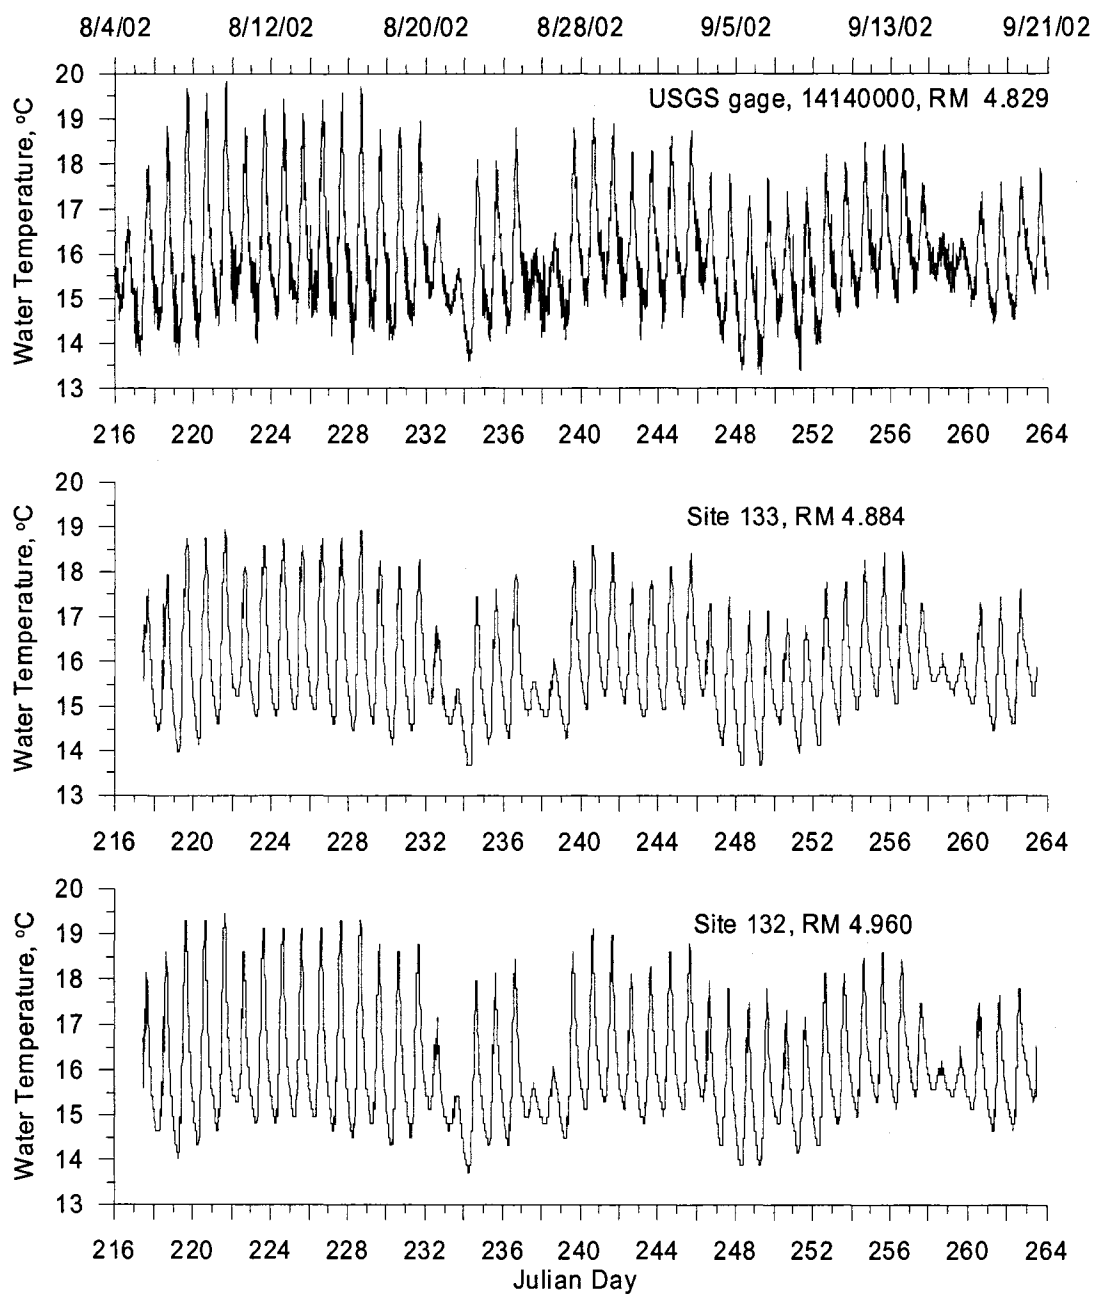 8/4/02 8/12/02 8/20/02 8/28/02 9/5/02 9/13/02 9/21/02
USGS gage, 14140000, RM 4.829
Water Temperature, ºC
20
19
18
17
16
15
14
13
216 220 224 228 232 236 240 244 248 252 256 260 264
Site 133, RM 4.884
Water Temperature, ºC
20
19
18
17
16
15
14
13
216 220 224 228 232 236 240 244 248 252 256 260 264
Site 132, RM 4.960
Water Temperature, ºC
20
19
18
17
16
15
14
13
216 220 224 228 232 236 240 244 248 252 256 260 264
Julian Day